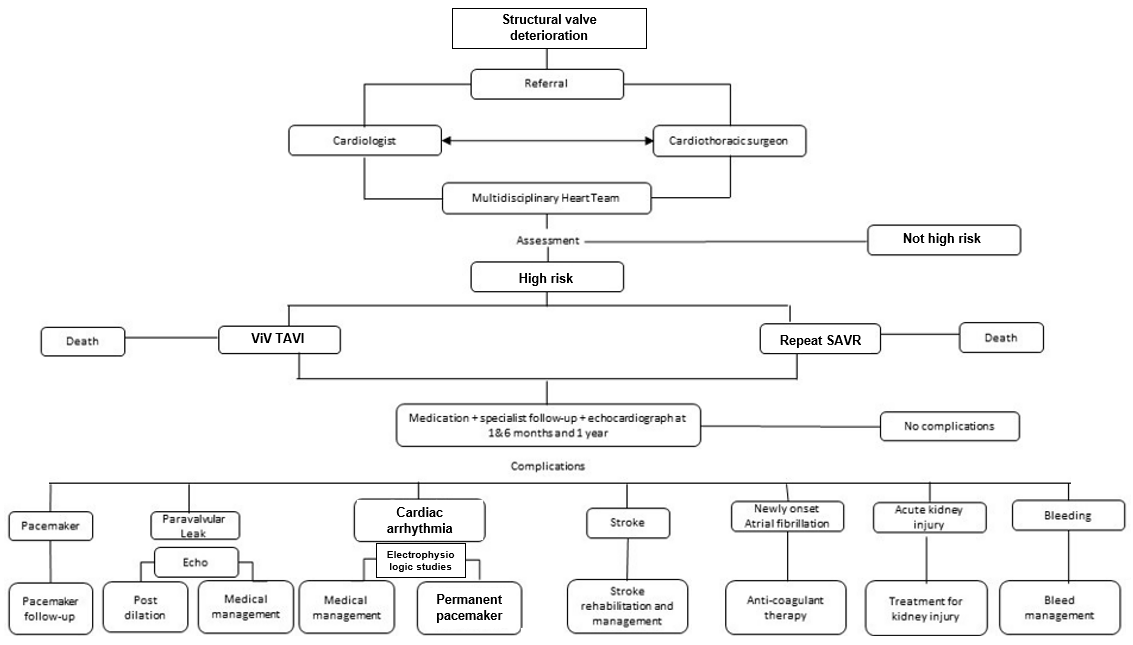 Structural valve
deterioration
Referral
Cardiologist
Cardiothoracic surgeon
Multidisciplinary Heart Team
Assessment
Not high risk
High risk
Death
ViV TAVI
Repeat SAVR
Death
Medication + specialist follow-up + echocardiograph at
1&6 months and 1 year
No complications
Complications
Pacemaker
Paravalvular
Leak
Cardiac
arrhythmia
Stroke
Newly onset
Atrial fibrillation
Acute kidney
injury
Bleeding
Echo
Electrophysio
logic studies
Pacemaker
follow-up
Post
dilation
Medical
management
Medical
management
Permanent
pacemaker
Stroke
rehabilitation and
management
Anti-coagulant
therapy
Treatment for
kidney injury
Bleed
management